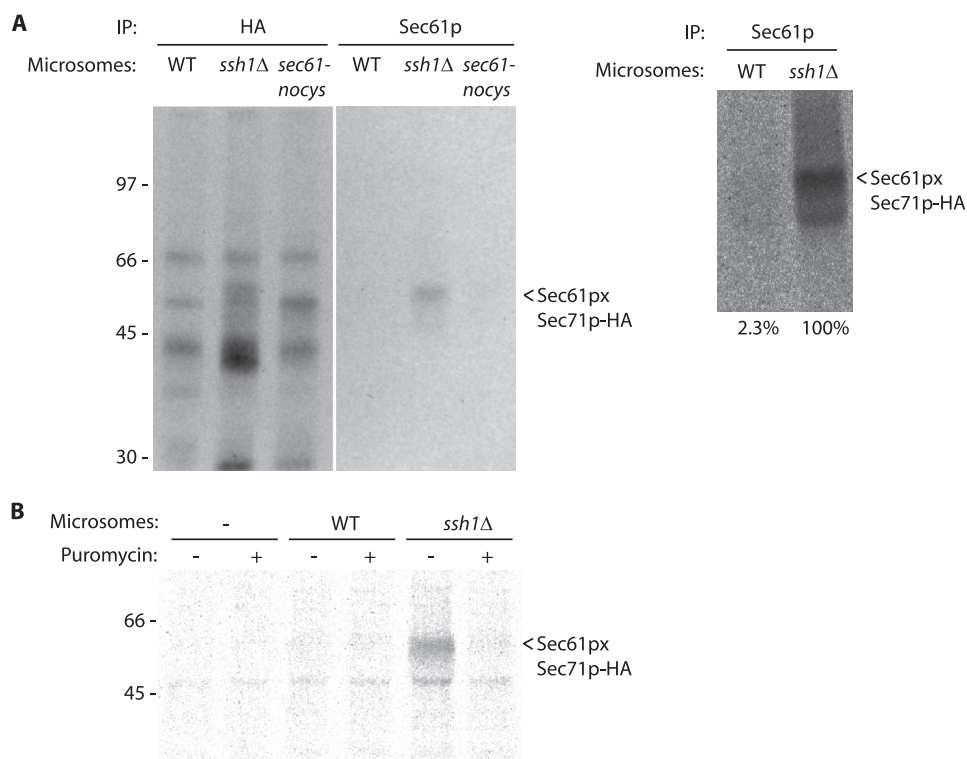 A
IP: HA Sec61p
Microsomes: WT ssh1Δ sec61-nocys WT ssh1Δ sec61-nocys
97 -
66 -
45 -
30 -
< Sec61px
Sec71p-HA
IP: Sec61p
Microsomes: WT ssh1Δ
< Sec61px
Sec71p-HA
2.3% 100%
B
Microsomes: - WT ssh1Δ
Puromycin: - + - + - +
66 -
45 -
< Sec61px
Sec71p-HA